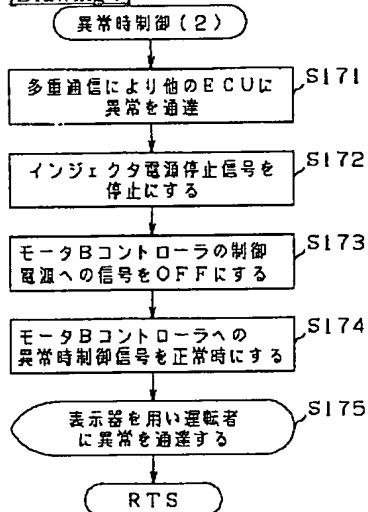 異常時制御(2)
多重通信により他のECUに
異常を通達
S171
インジェクタ電源停止信号を
停止にする
S172
モータBコントローラの制御
電源への信号をOFFにする
S173
モータBコントローラへの
異常時制御信号を正常時にする
S174
表示器を用い運転者
に異常を通達する
S175
RTS